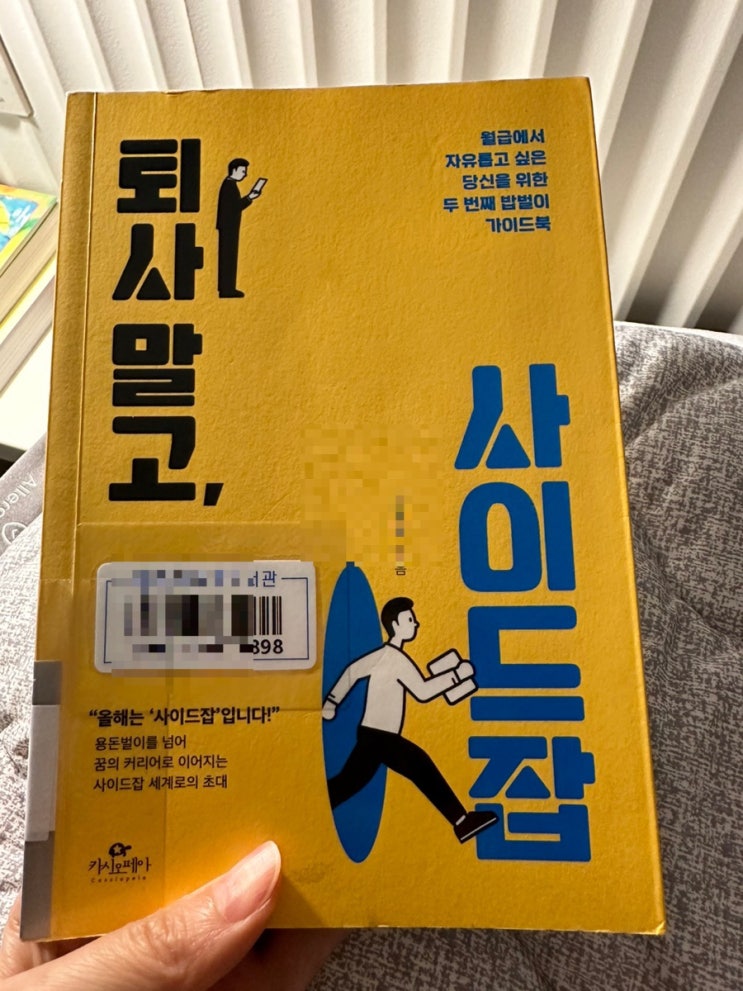 퇴사 말고,
월급에서
자유롭고 싶은
당신을 위한
두 번째 밥벌이
가이드북
사이드잡
898
“올해는 ‘사이드잡’입니다!”
용돈벌이를 넘어
꿈의 커리어로 이어지는
사이드잡 세계로의 초대
카시오페아
Cassiopeia